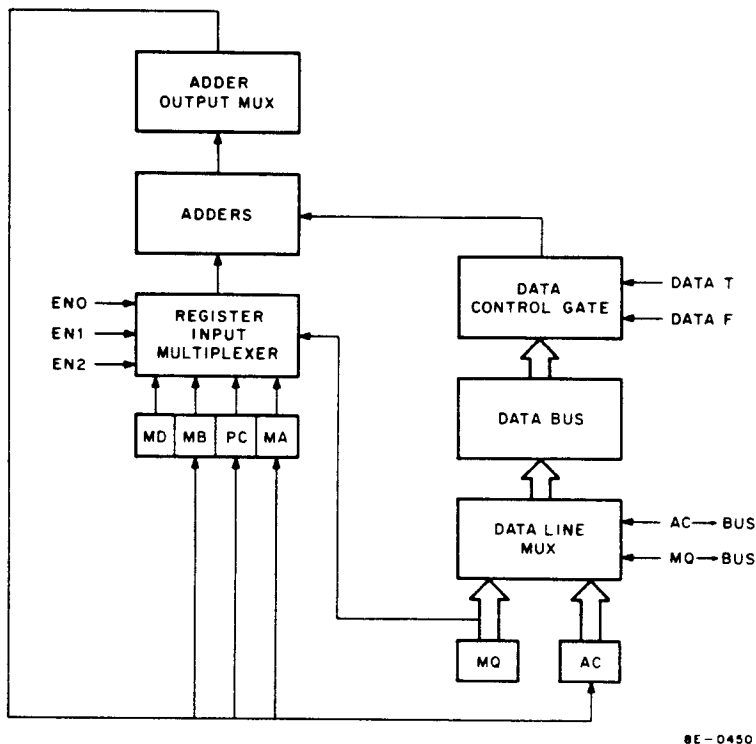 ADDER
OUTPUT MUX
ADDERS
EN0
EN1
EN2
REGISTER
INPUT
MULTIPLEXER
MD MB PC MA
DATA
CONTROL GATE
DATA T
DATA F
DATA BUS
DATA LINE
MUX
AC→BUS
MQ→BUS
MQ
AC
8E-0450